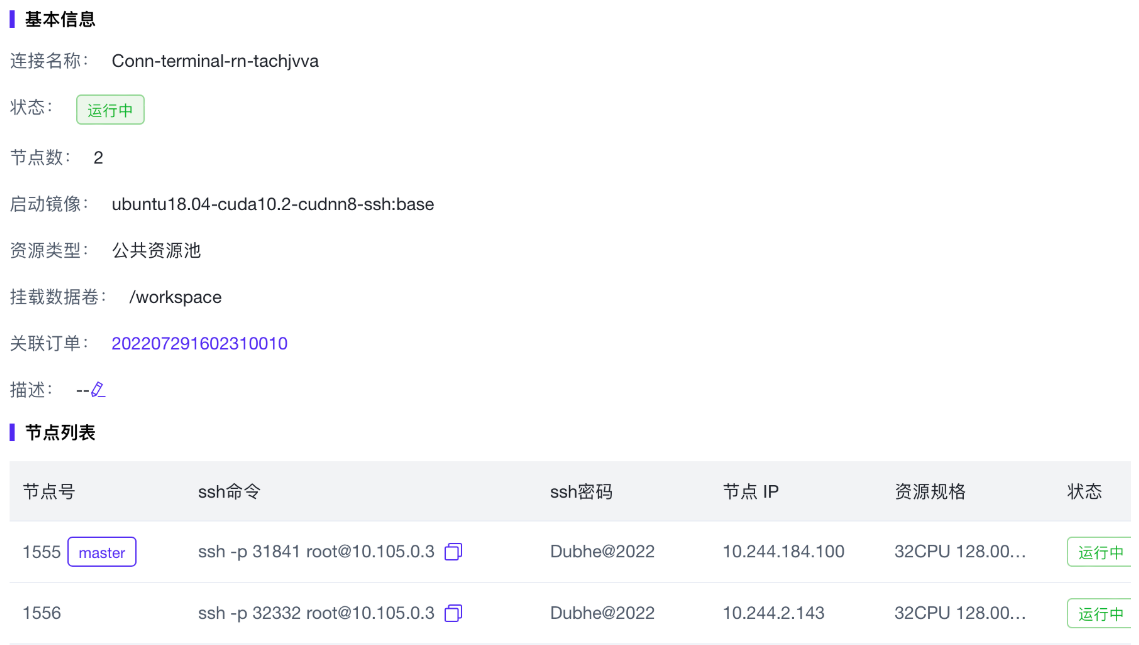 基本信息
连接名称： Conn-terminal-rn-tachjvva
状态： 运行中
节点数： 2
启动镜像： ubuntu18.04-cuda10.2-cudnn8-ssh:base
资源类型： 公共资源池
挂载数据卷： /workspace
关联订单： 202207291602310010
描述： --
节点列表
节点号 ssh命令 ssh密码 节点 IP 资源规格 状态
1555 master ssh -p 31841 root@10.105.0.3 Dubhe@2022 10.244.184.100 32CPU 128.00... 运行中
1556 ssh -p 32332 root@10.105.0.3 Dubhe@2022 10.244.2.143 32CPU 128.00... 运行中